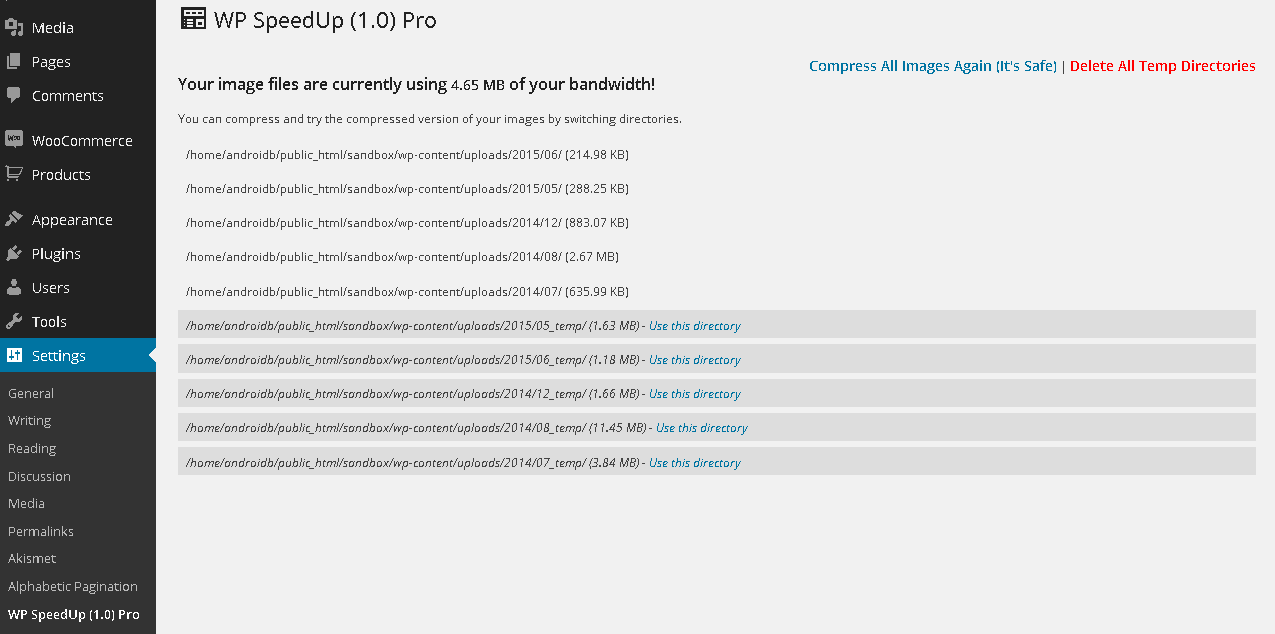 Media
Pages
Comments
WooCommerce
Products
Appearance
Plugins
Users
Tools
Settings
General
Writing
Reading
Discussion
Media
Permalinks
Akismet
Alphabetic Pagination
WP SpeedUp (1.0) Pro
WP SpeedUp (1.0) Pro
Compress All Images Again (It's Safe) | Delete All Temp Directories
Your image files are currently using 4.65 MB of your bandwidth!
You can compress and try the compressed version of your images by switching directories.
/home/androidb/public_html/sandbox/wp-content/uploads/2015/06/ (214.98 KB)
/home/androidb/public_html/sandbox/wp-content/uploads/2015/05/ (288.25 KB)
/home/androidb/public_html/sandbox/wp-content/uploads/2014/12/ (883.07 KB)
/home/androidb/public_html/sandbox/wp-content/uploads/2014/08/ (2.67 MB)
/home/androidb/public_html/sandbox/wp-content/uploads/2014/07/ (635.99 KB)
/home/androidb/public_html/sandbox/wp-content/uploads/2015/05_temp/ (1.63 MB) - Use this directory
/home/androidb/public_html/sandbox/wp-content/uploads/2015/06_temp/ (1.18 MB) - Use this directory
/home/androidb/public_html/sandbox/wp-content/uploads/2014/12_temp/ (1.66 MB) - Use this directory
/home/androidb/public_html/sandbox/wp-content/uploads/2014/08_temp/ (11.45 MB) - Use this directory
/home/androidb/public_html/sandbox/wp-content/uploads/2014/07_temp/ (3.84 MB) - Use this directory